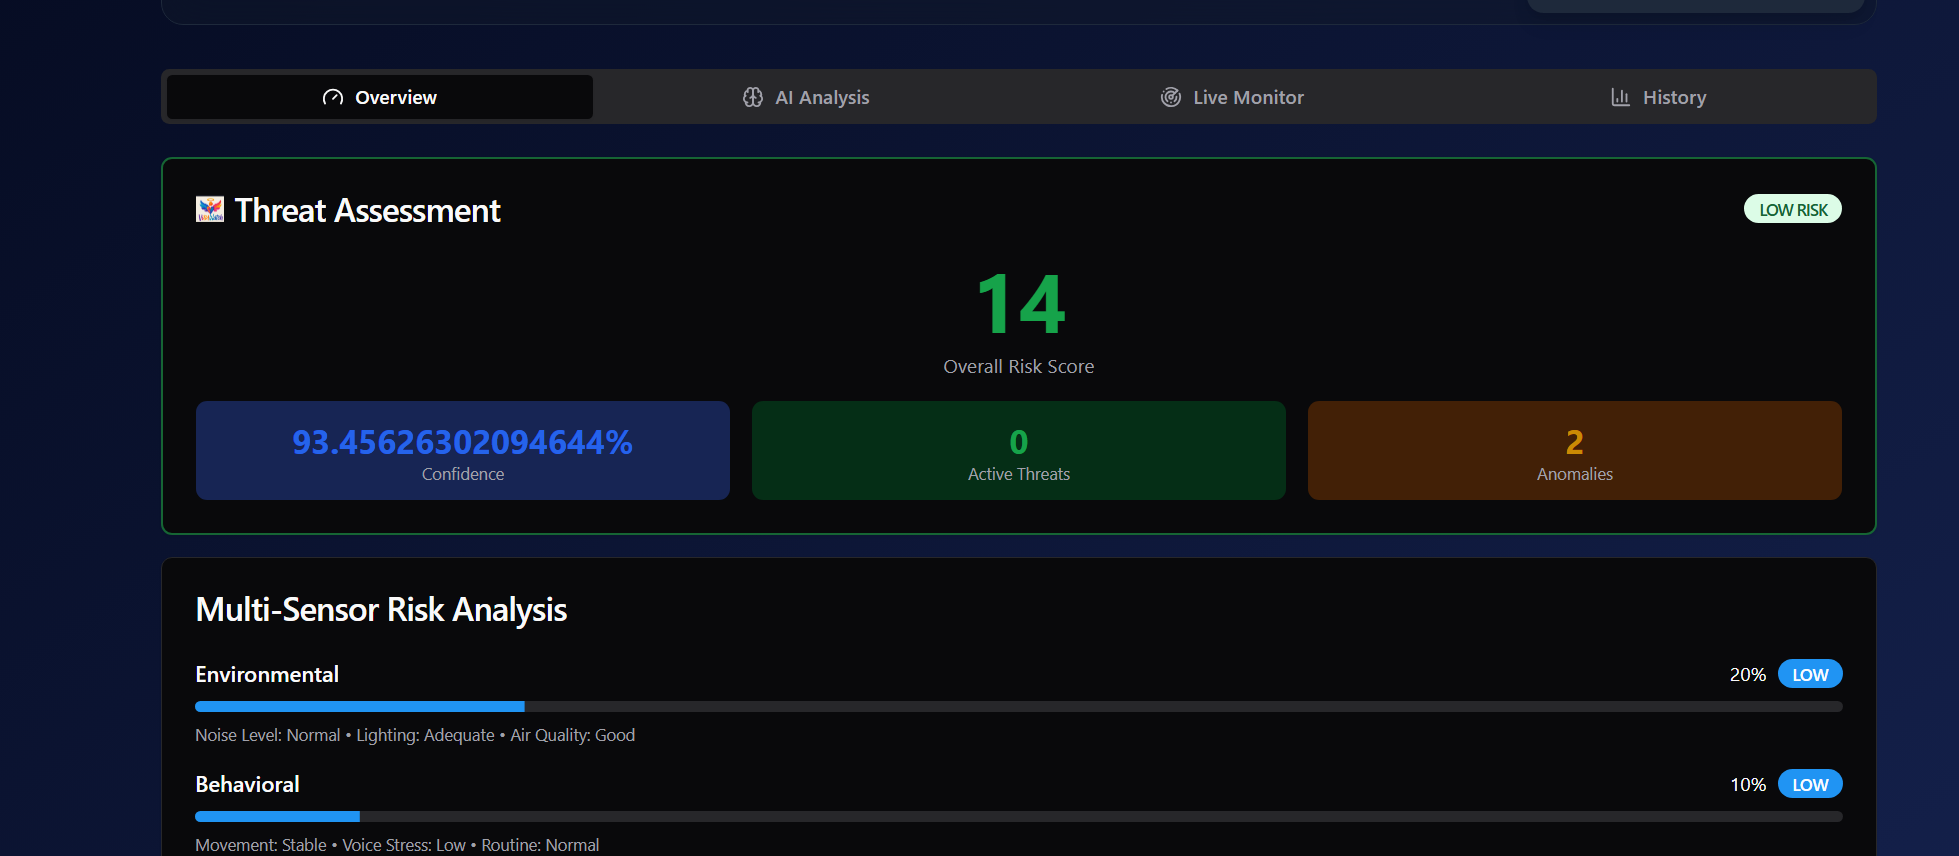 Overview AI Analysis Live Monitor History
Threat Assessment LOW RISK
14
Overall Risk Score
93.45626302094644% 0 2
Confidence Active Threats Anomalies
Multi-Sensor Risk Analysis
Environmental 20% LOW
Noise Level: Normal • Lighting: Adequate • Air Quality: Good
Behavioral 10% LOW
Movement: Stable • Voice Stress: Low • Routine: Normal